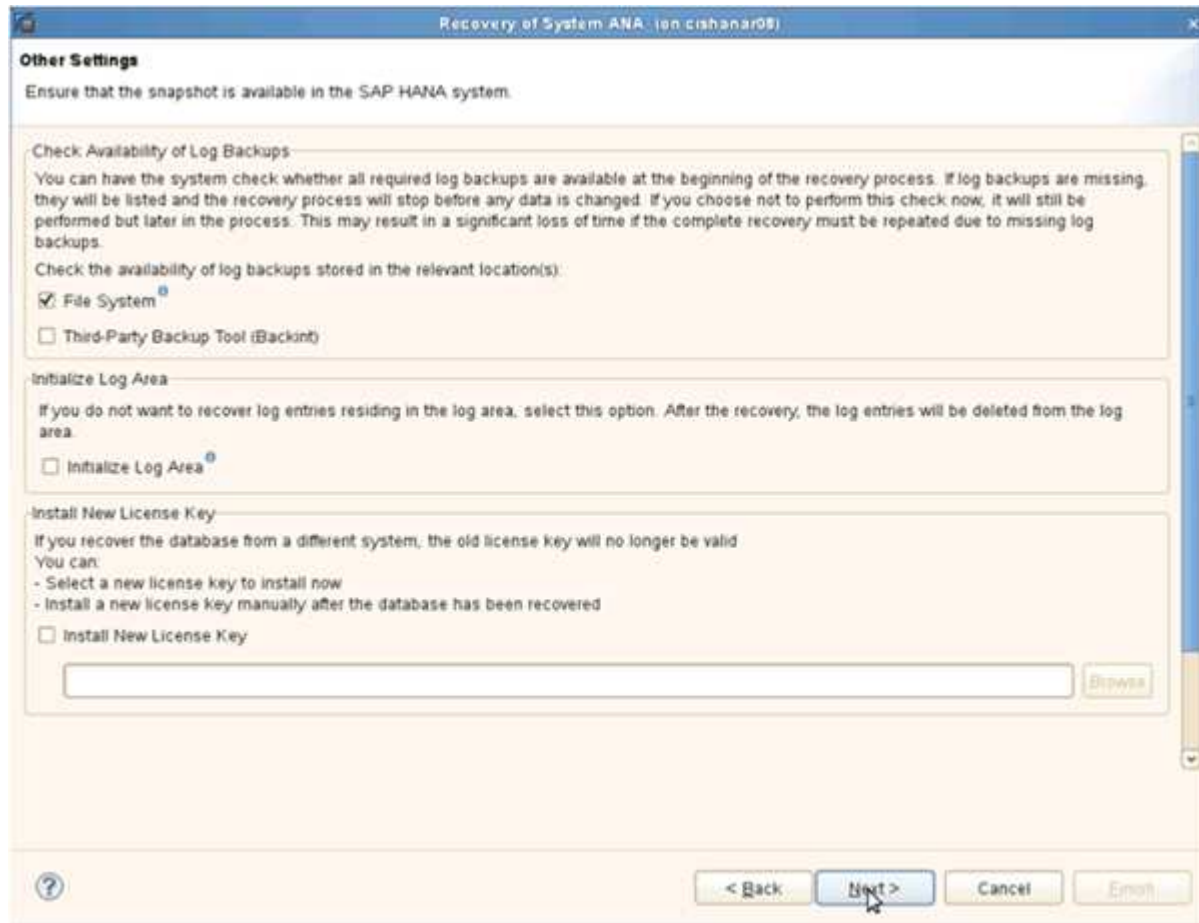 Recovery of System ANA (on cishanar08)
Other Settings
Ensure that the snapshot is available in the SAP HANA system.
Check Availability of Log Backups
You can have the system check whether all required log backups are available at the beginning of the recovery process. If log backups are missing,
they will be listed and the recovery process will stop before any data is changed. If you choose not to perform this check now, it will still be
performed but later in the process. This may result in a significant loss of time if the complete recovery must be repeated due to missing log
backups.
Check the availability of log backups stored in the relevant location(s):
File System
Third-Party Backup Tool (Backint)
Initialize Log Area
If you do not want to recover log entries residing in the log area, select this option. After the recovery, the log entries will be deleted from the log
area.
Initialize Log Area
Install New License Key
If you recover the database from a different system, the old license key will no longer be valid
You can:
- Select a new license key to install now
- Install a new license key manually after the database has been recovered
Install New License Key
Browse
< Back
Next >
Cancel
Finish